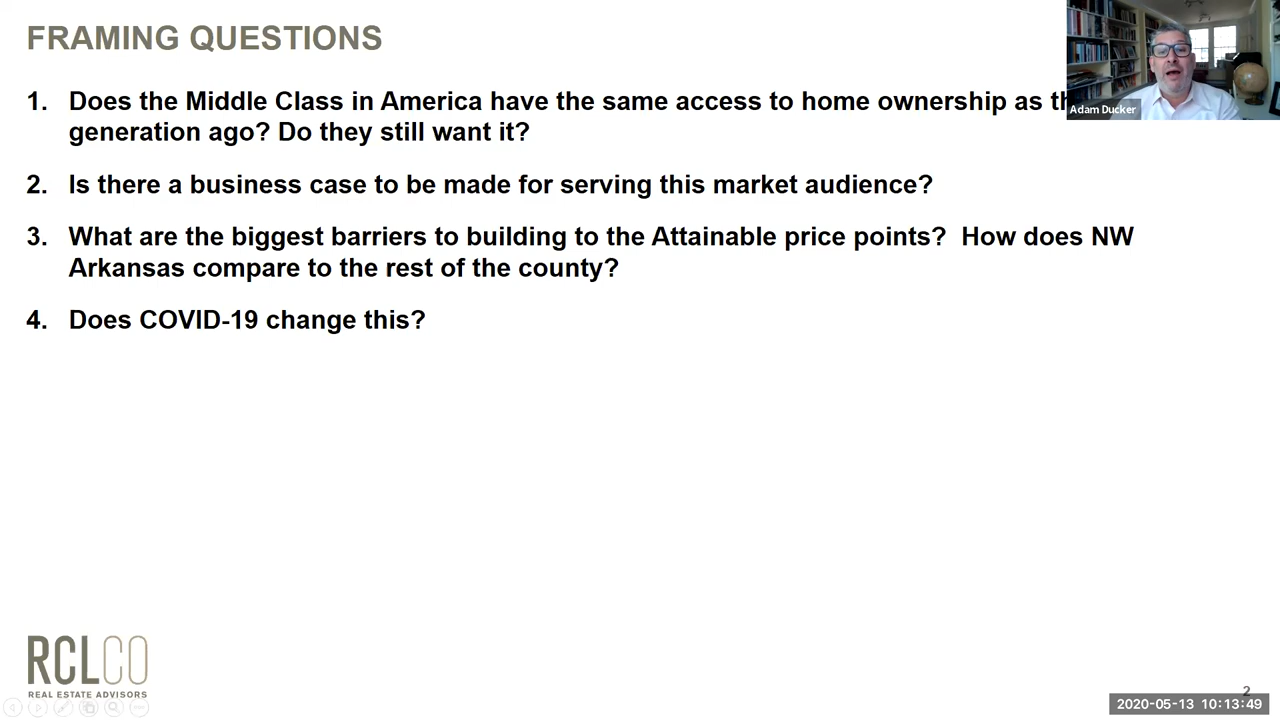 FRAMING QUESTIONS
Adam Ducker
1. Does the Middle Class in America have the same access to home ownership as
generation ago? Do they still want it?
2. Is there a business case to be made for serving this market audience?
3. What are the biggest barriers to building to the Attainable price points? How does NW
Arkansas compare to the rest of the county?
4. Does COVID-19 change this?
RCLCO
REAL ESTATE ADVISORS
2
2020-05-13 10:13:49